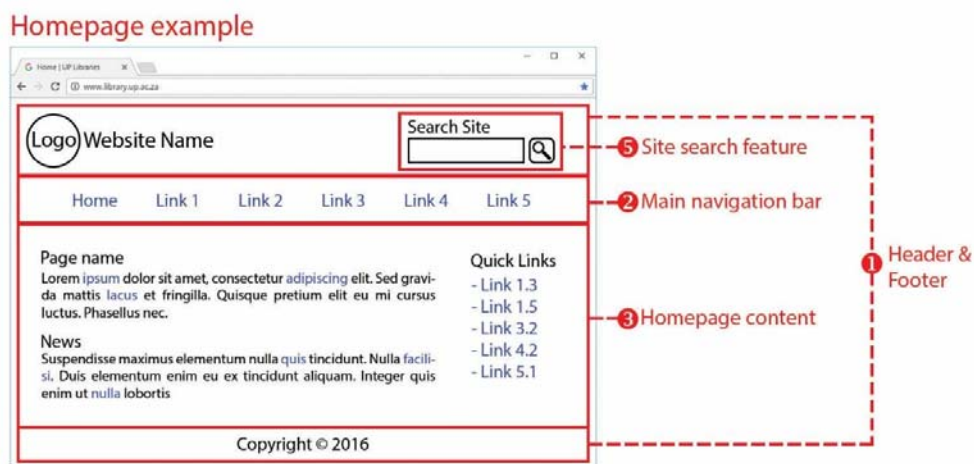 Homepage example
Home | UP Libraries
www.library.up.ac.za
Logo Website Name
Search Site
Home Link 1 Link 2 Link 3 Link 4 Link 5
Page name
Lorem ipsum dolor sit amet, consectetur adipiscing elit. Sed gravi-
da mattis lacus et fringilla. Quisque pretium elit eu mi cursus
luctus. Phasellus nec.
News
Suspendisse maximus elementum nulla quis tincidunt. Nulla facili-
si. Duis elementum enim eu ex tincidunt aliquam. Integer quis
enim ut nulla lobortis
Quick Links
- Link 1.3
- Link 1.5
- Link 3.2
- Link 4.2
- Link 5.1
Copyright © 2016
5 Site search feature
2 Main navigation bar
1 Header &
Footer
3 Homepage content